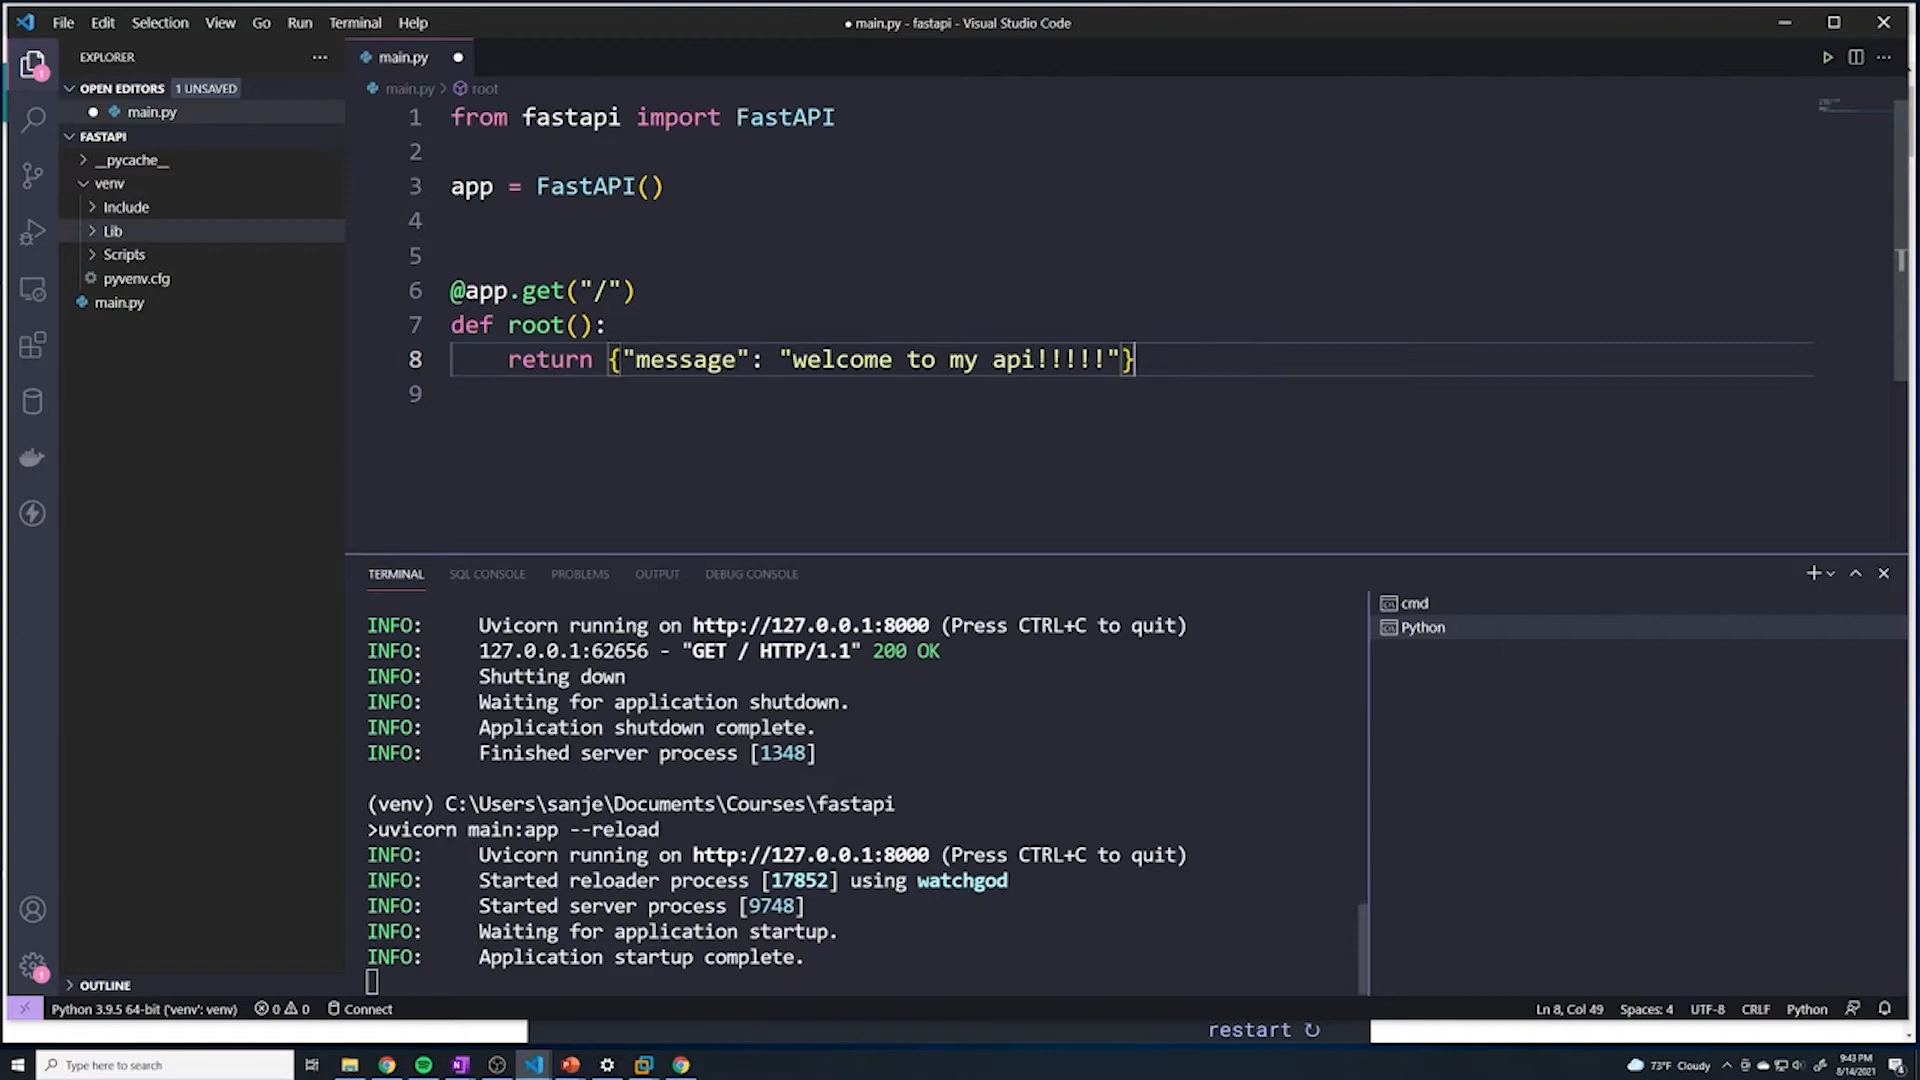 File Edit Selection View Go Run Terminal Help
● main.py - fastapi - Visual Studio Code
EXPLORER
OPEN EDITORS 1 UNSAVED
main.py
FASTAPI
__pycache__
venv
Include
Lib
Scripts
pyvenv.cfg
main.py
OUTLINE
main.py
main.py > root
1 from fastapi import FastAPI
2
3 app = FastAPI()
4
5
6 @app.get("/")
7 def root():
8     return {"message": "welcome to my api!!!!!"}
9
TERMINAL SQL CONSOLE PROBLEMS OUTPUT DEBUG CONSOLE
INFO: Uvicorn running on http://127.0.0.1:8000 (Press CTRL+C to quit)
INFO: 127.0.0.1:62656 - "GET / HTTP/1.1" 200 OK
INFO: Shutting down
INFO: Waiting for application shutdown.
INFO: Application shutdown complete.
INFO: Finished server process [1348]
(venv) C:\Users\sanje\Documents\Courses\fastapi
>uvicorn main:app --reload
INFO: Uvicorn running on http://127.0.0.1:8000 (Press CTRL+C to quit)
INFO: Started reloader process [17852] using watchgod
INFO: Started server process [9748]
INFO: Waiting for application startup.
INFO: Application startup complete.
cmd
Python
Python 3.9.5 64-bit ('venv': venv) 0 0 Connect
Ln 8, Col 49 Spaces: 4 UTF-8 CRLF Python
restart ↻
Type here to search
73°F Cloudy
9:43 PM
8/14/2021